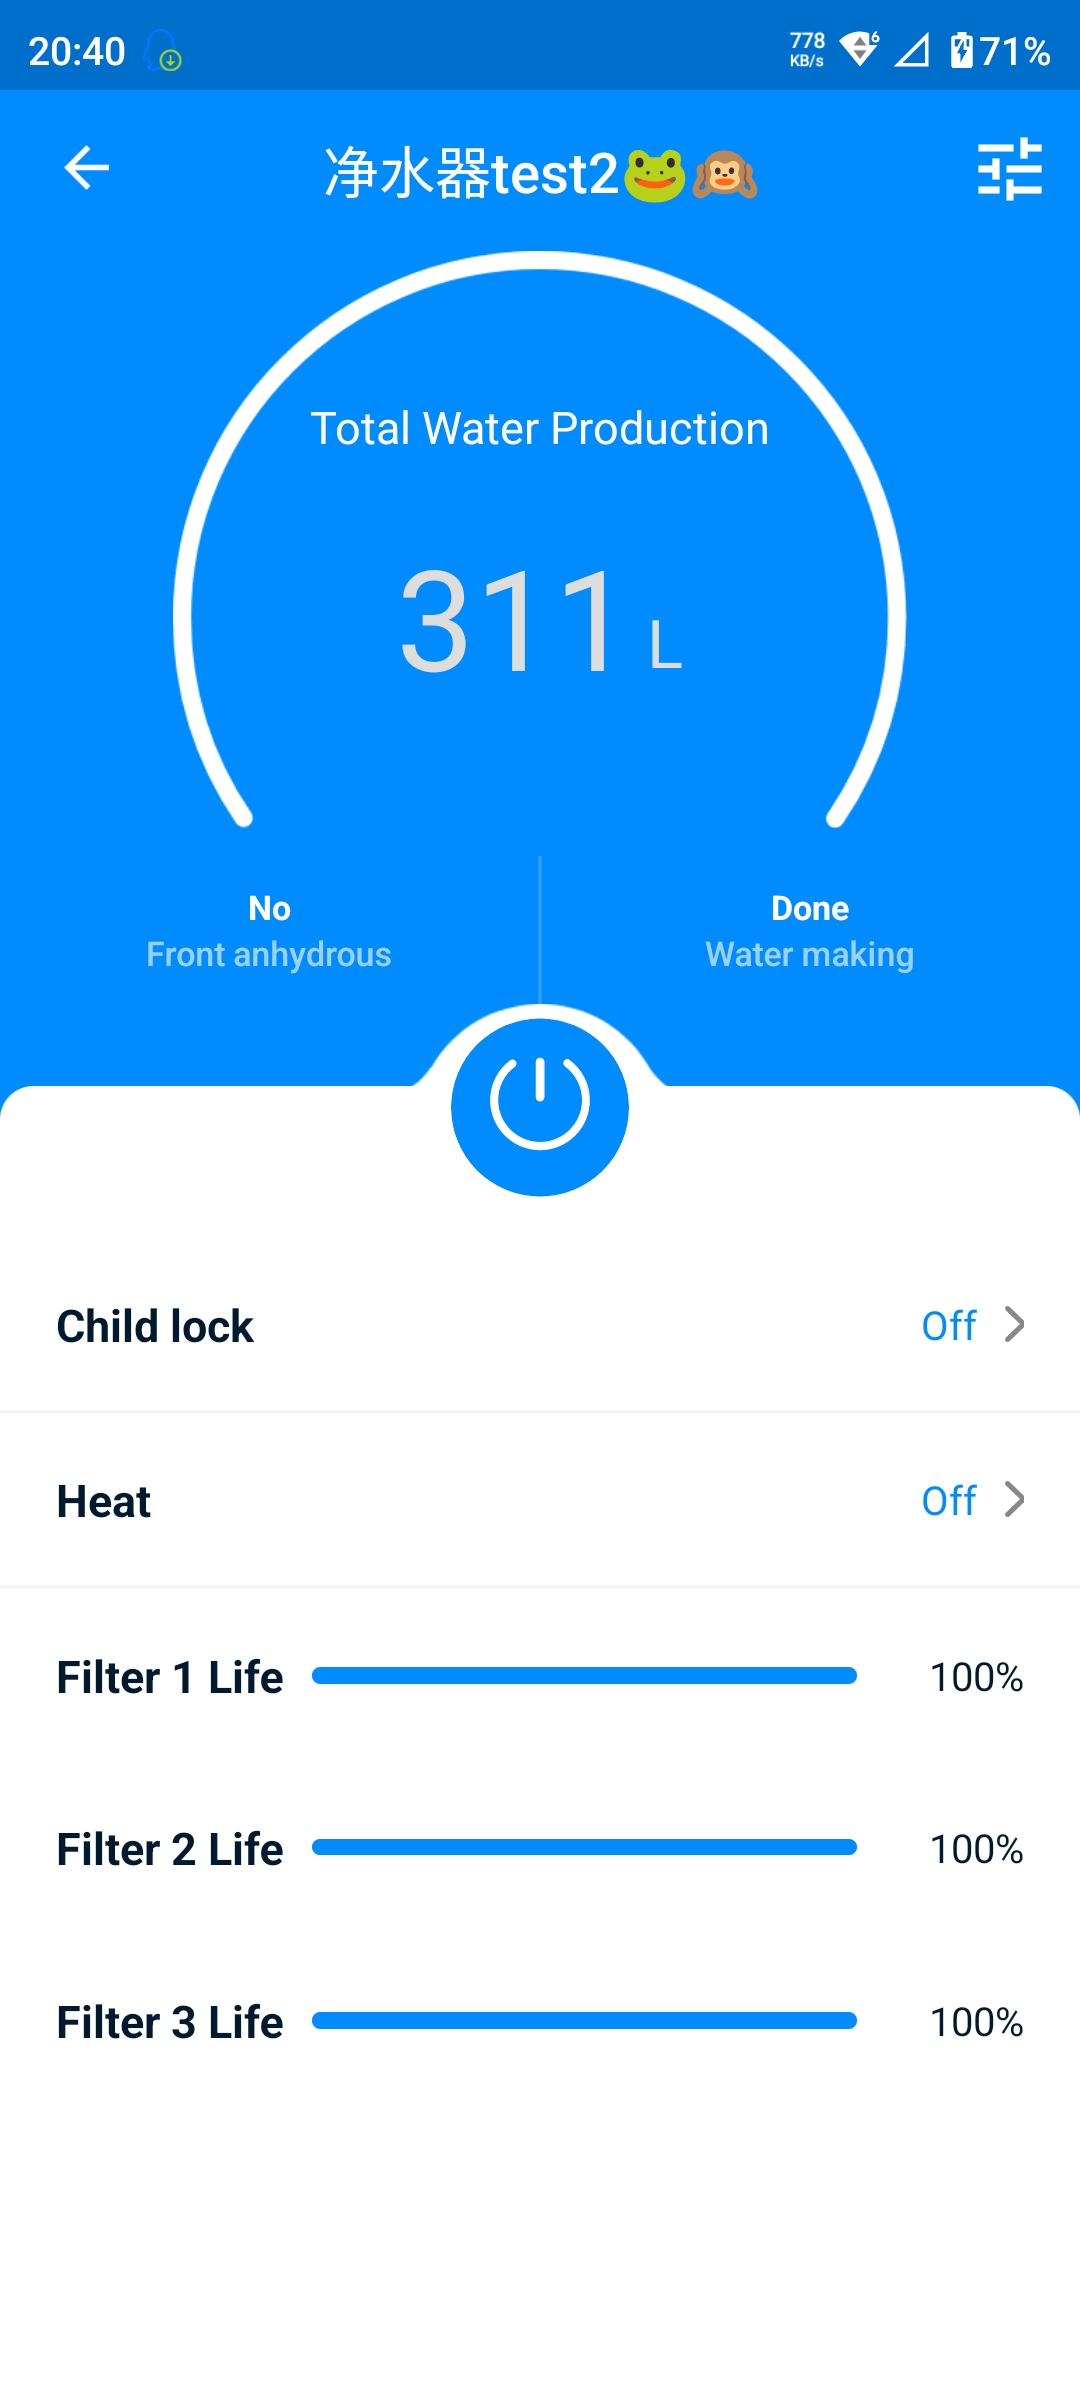 20:40
778
KB/s
6
71%
净水器test2🐸🙊
Total Water Production
311 L
No
Front anhydrous
Done
Water making
Child lock
Off
Heat
Off
Filter 1 Life
100%
Filter 2 Life
100%
Filter 3 Life
100%